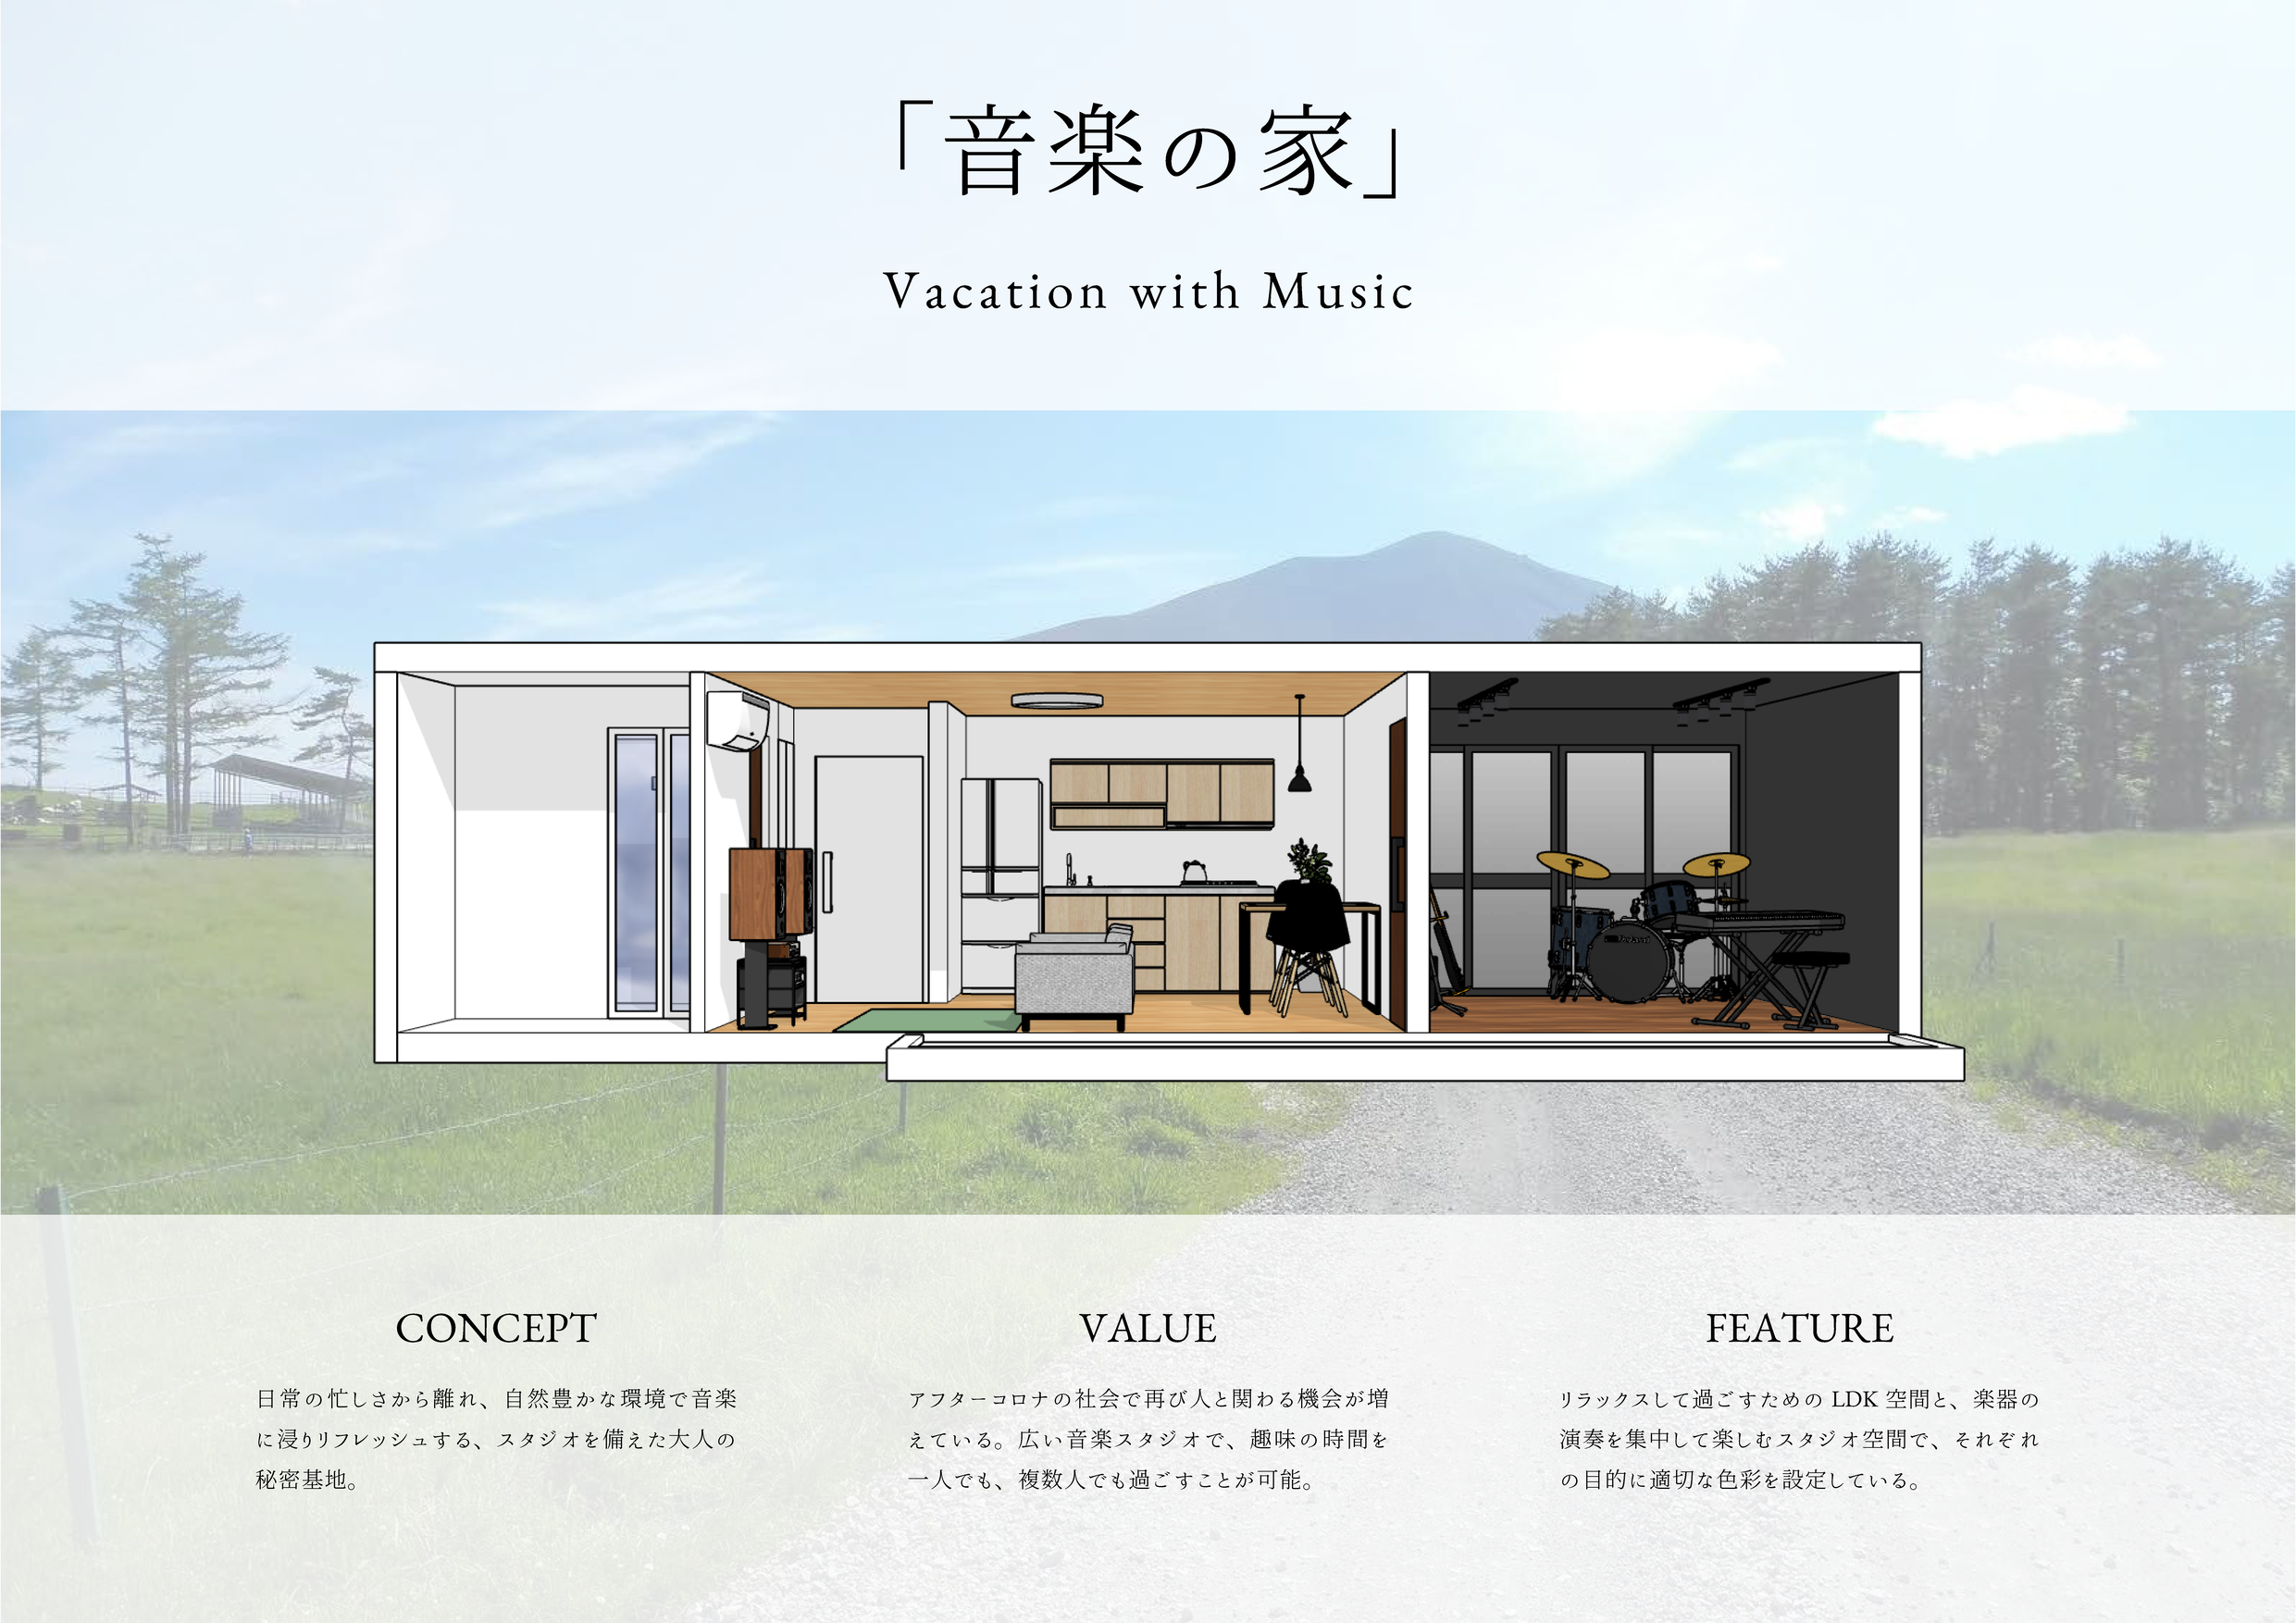 「音楽の家」
Vacation with Music
CONCEPT
日常の忙しさから離れ、自然豊かな環境で音楽
に浸りリフレッシュする、スタジオを備えた大人の
秘密基地。
VALUE
アフターコロナの社会で再び人と関わる機会が増
えている。広い音楽スタジオで、趣味の時間を
一人でも、複数人でも過ごすことが可能。
FEATURE
リラックスして過ごすための LDK 空間と、楽器の
演奏を集中して楽しむスタジオ空間で、それぞれ
の目的に適切な色彩を設定している。